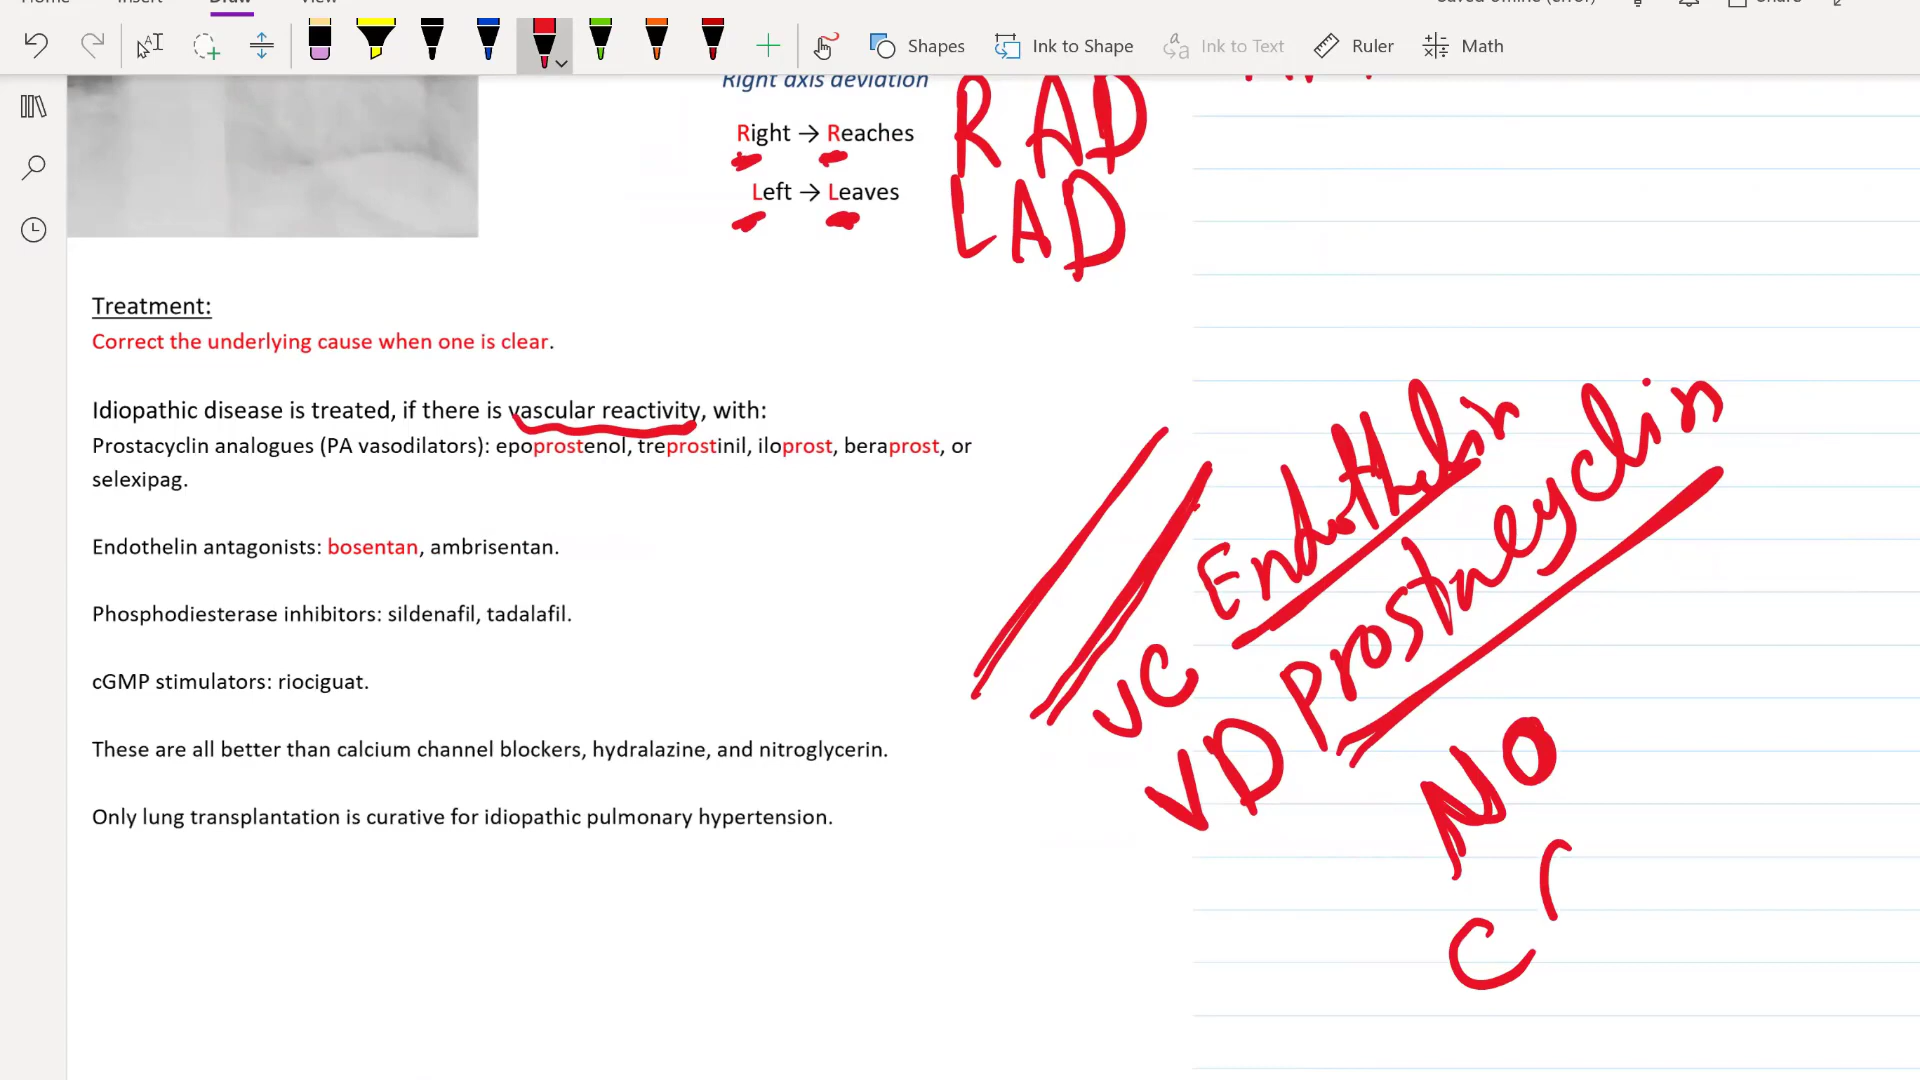 Draw
Shapes
Ink to Shape
Ink to Text
Ruler
Math
Right axis deviation
Right → Reaches
Left → Leaves
RAD
LAD
Treatment:
Correct the underlying cause when one is clear.
Idiopathic disease is treated, if there is vascular reactivity, with:
Prostacyclin analogues (PA vasodilators): epoprostenol, treprostinil, iloprost, beraprost, or
selexipag.
Endothelin antagonists: bosentan, ambrisentan.
Phosphodiesterase inhibitors: sildenafil, tadalafil.
cGMP stimulators: riociguat.
These are all better than calcium channel blockers, hydralazine, and nitroglycerin.
Only lung transplantation is curative for idiopathic pulmonary hypertension.
VC Endothelin
VD Prostacyclin
NO
C